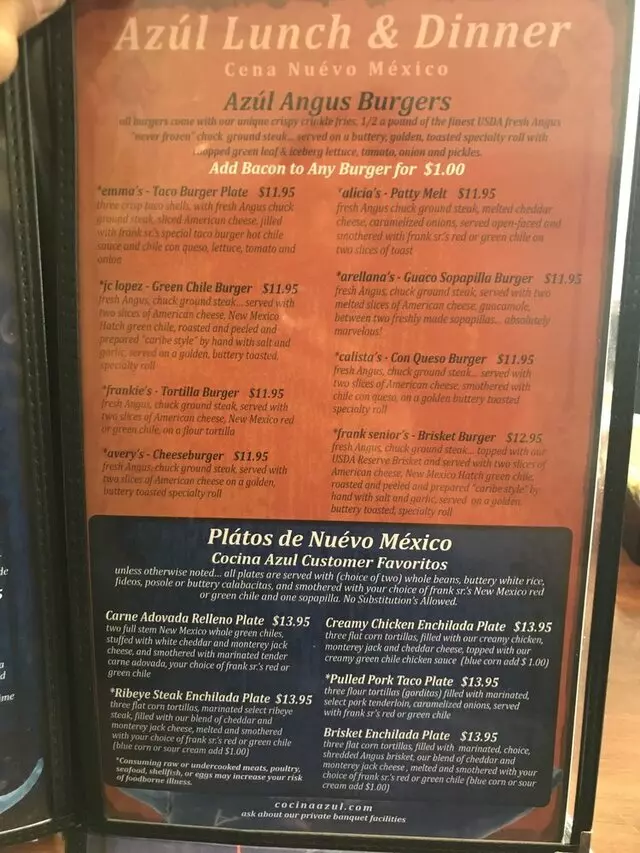 Azúl Lunch & Dinner
Cena Nuévo México
Azúl Angus Burgers
all burgers come with our unique crispy crinkle fries, 1/2 a pound of the finest USDA fresh Angus
"never frozen" chuck ground steak... served on a buttery, golden, toasted specialty roll with
chopped green leaf & iceberg lettuce, tomato, onion and pickles.
Add Bacon to Any Burger for $1.00
*emma's - Taco Burger Plate $11.95
three crisp taco shells, with fresh Angus chuck
ground steak, sliced American cheese, filled
with frank sr.'s special taco burger hot chile
sauce and chile con queso, lettuce, tomato and
onion
*jc lopez - Green Chile Burger $11.95
fresh Angus, chuck ground steak... served with
two slices of American cheese, New Mexico
Hatch green chile, roasted and peeled and
prepared "caribe style" by hand with salt and
garlic, served on a golden, buttery toasted,
specialty roll
*frankie's - Tortilla Burger $11.95
fresh Angus, chuck ground steak, served with
two slices of American cheese, New Mexico red
or green chile, on a flour tortilla
*avery's - Cheeseburger $11.95
fresh Angus, chuck ground steak, served with
two slices of American cheese on a golden,
buttery toasted specialty roll
*alicia's - Patty Melt $11.95
fresh Angus chuck ground steak, melted cheddar
cheese, caramelized onions, served open-faced and
smothered with frank sr.'s red or green chile on
two slices of toast
*arellana's - Guaco Sopapilla Burger $11.95
fresh Angus, chuck ground steak, served with two
melted slices of American cheese, guacamole,
between two freshly made sopapillas... absolutely
marvelous!
*calista's - Con Queso Burger $11.95
fresh Angus, chuck ground steak... served with
two slices of American cheese, smothered with
chile con queso, on a golden buttery toasted
specialty roll
*frank senior's - Brisket Burger $12.95
fresh Angus, chuck ground steak... topped with our
USDA Reserve Brisket and served with two slices of
American cheese, New Mexico Hatch green chile,
roasted and peeled and prepared "caribe style" by
hand with salt and garlic, served on a golden,
buttery toasted, specialty roll
Plátos de Nuévo México
Cocina Azul Customer Favoritos
unless otherwise noted... all plates are served with (choice of two) whole beans, buttery white rice,
fideos, posole or buttery calabacitas, and smothered with your choice of frank sr.'s New Mexico red
or green chile and one sopapilla. No Substitution's Allowed.
Carne Adovada Relleno Plate $13.95
two full stem New Mexico whole green chiles,
stuffed with white cheddar and monterey jack
cheese, and smothered with marinated tender
carne adovada, your choice of frank sr.'s red or
green chile
*Ribeye Steak Enchilada Plate $13.95
three flat corn tortillas, marinated select ribeye
steak, filled with our blend of cheddar and
monterey jack cheese, melted and smothered
with your choice of frank sr.'s red or green chile
(blue corn or sour cream add $1.00)
*Consuming raw or undercooked meats, poultry,
seafood, shellfish, or eggs may increase your risk
of foodborne illness.
Creamy Chicken Enchilada Plate $13.95
three flat corn tortillas, filled with our creamy chicken,
monterey jack and cheddar cheese, topped with our
creamy green chile chicken sauce (blue corn add $ 1.00)
*Pulled Pork Taco Plate $13.95
three flour tortillas (gorditas) filled with marinated,
select pork tenderloin, caramelized onions, served
with frank sr's red or green chile
Brisket Enchilada Plate $13.95
three flat corn tortillas, filled with marinated, choice,
shredded Angus brisket, our blend of cheddar and
monterey jack cheese, melted and smothered with your
choice of frank sr.'s red or green chile (blue corn or sour
cream add $1.00)
cocinaazul.com
ask about our private banquet facilities